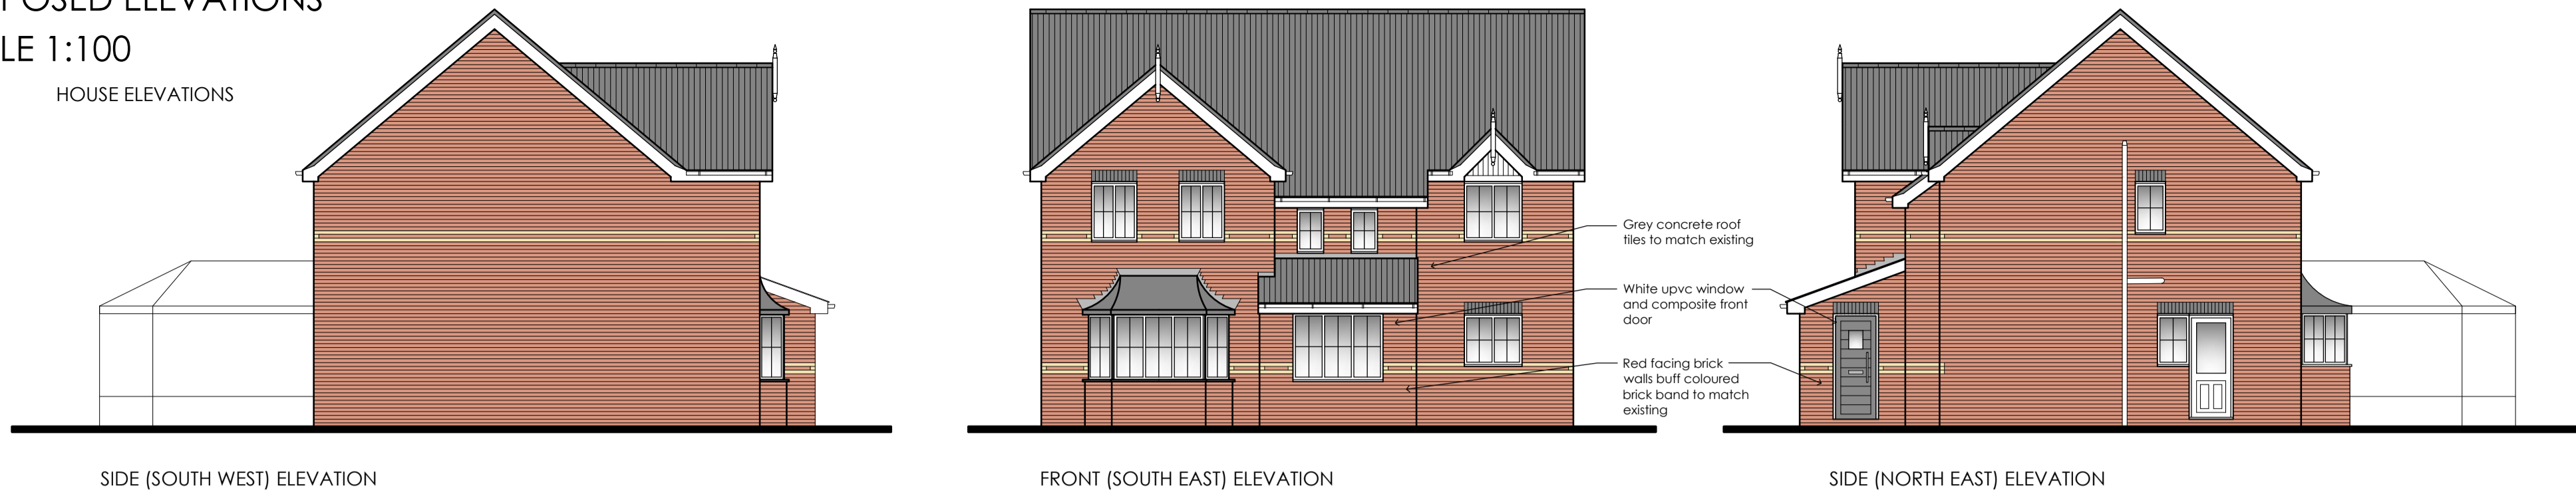 POSED ELEVATIONS
LE 1:100
HOUSE ELEVATIONS
Grey concrete roof
tiles to match existing
White upvc window
and composite front
door
Red facing brick
walls buff coloured
brick band to match
existing
SIDE (SOUTH WEST) ELEVATION
FRONT (SOUTH EAST) ELEVATION
SIDE (NORTH EAST) ELEVATION